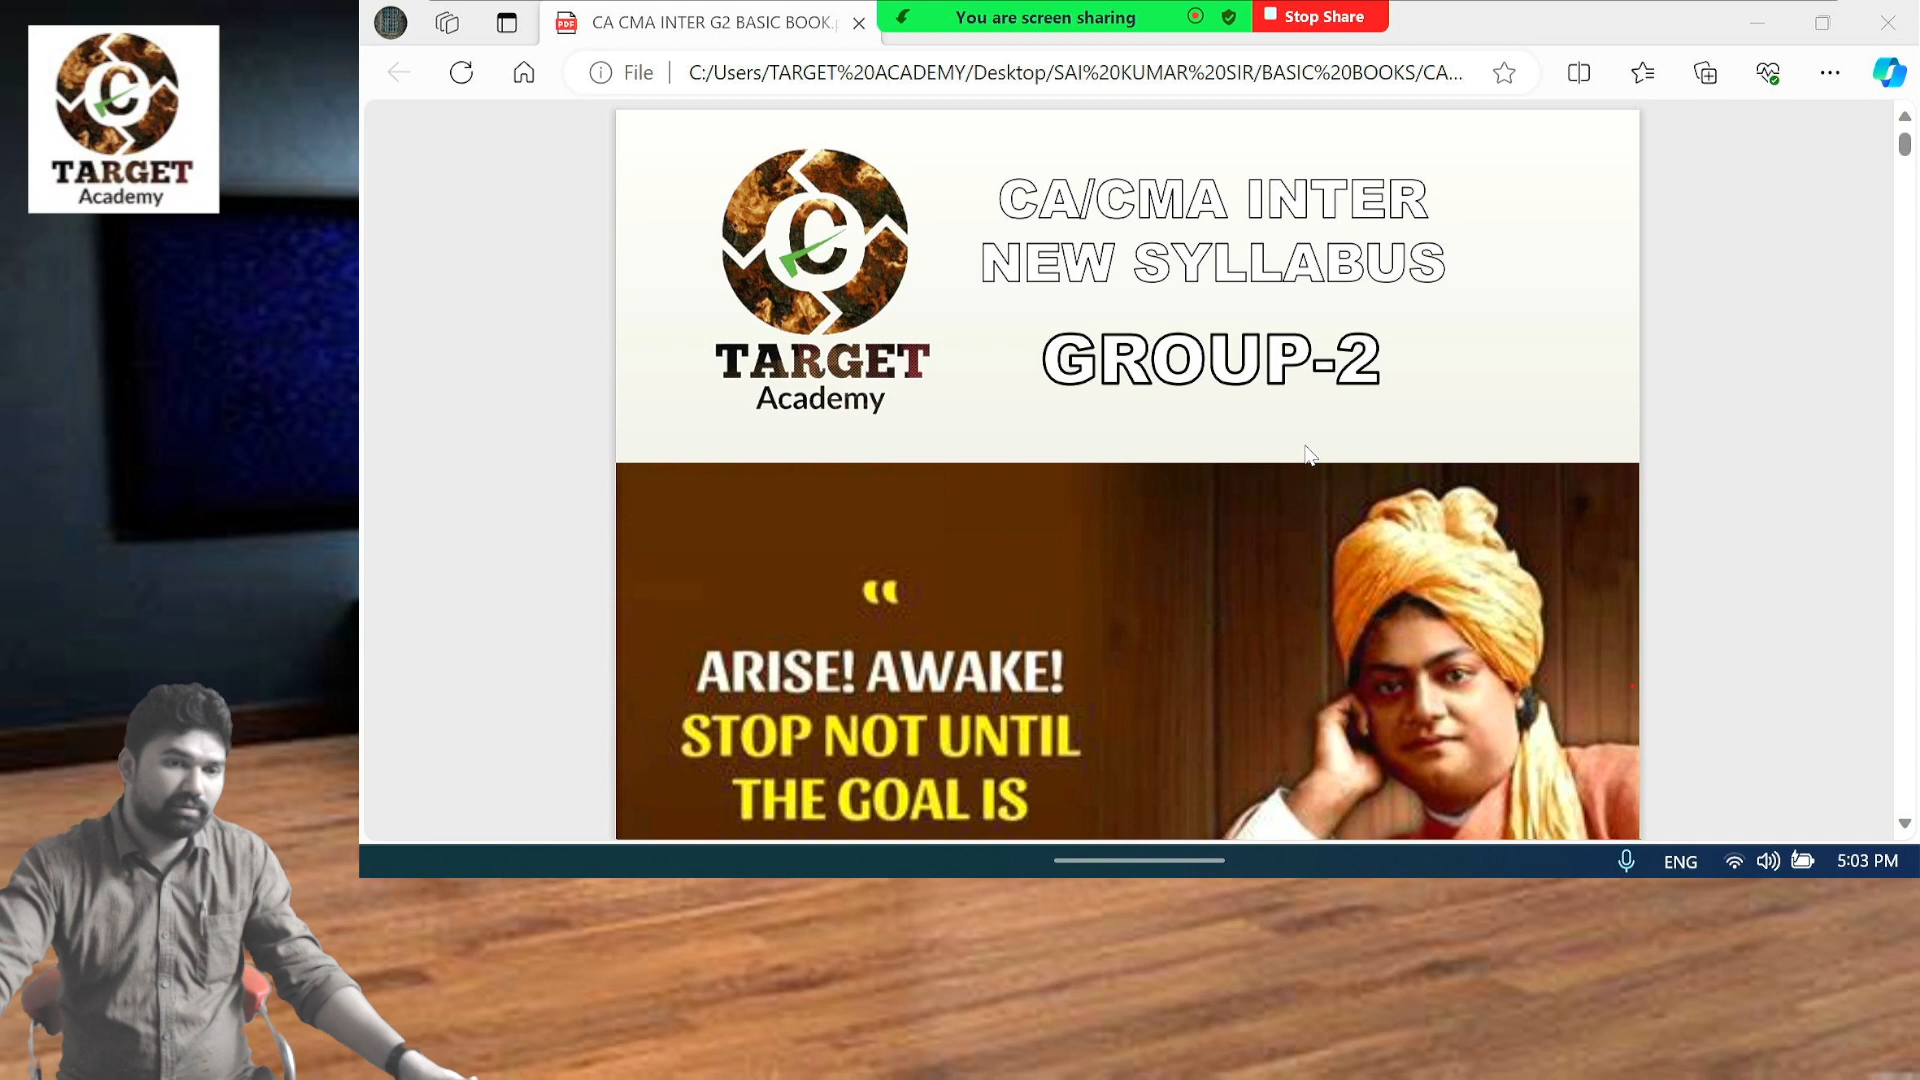 TARGET
Academy
CA CMA INTER G2 BASIC BOOK.p
You are screen sharing
Stop Share
File
C:/Users/TARGET%20ACADEMY/Desktop/SAI%20KUMAR%20SIR/BASIC%20BOOKS/CA...
C
TARGET
Academy
CA/CMA INTER
NEW SYLLABUS
GROUP-2
“
ARISE! AWAKE!
STOP NOT UNTIL
THE GOAL IS
ENG
5:03 PM